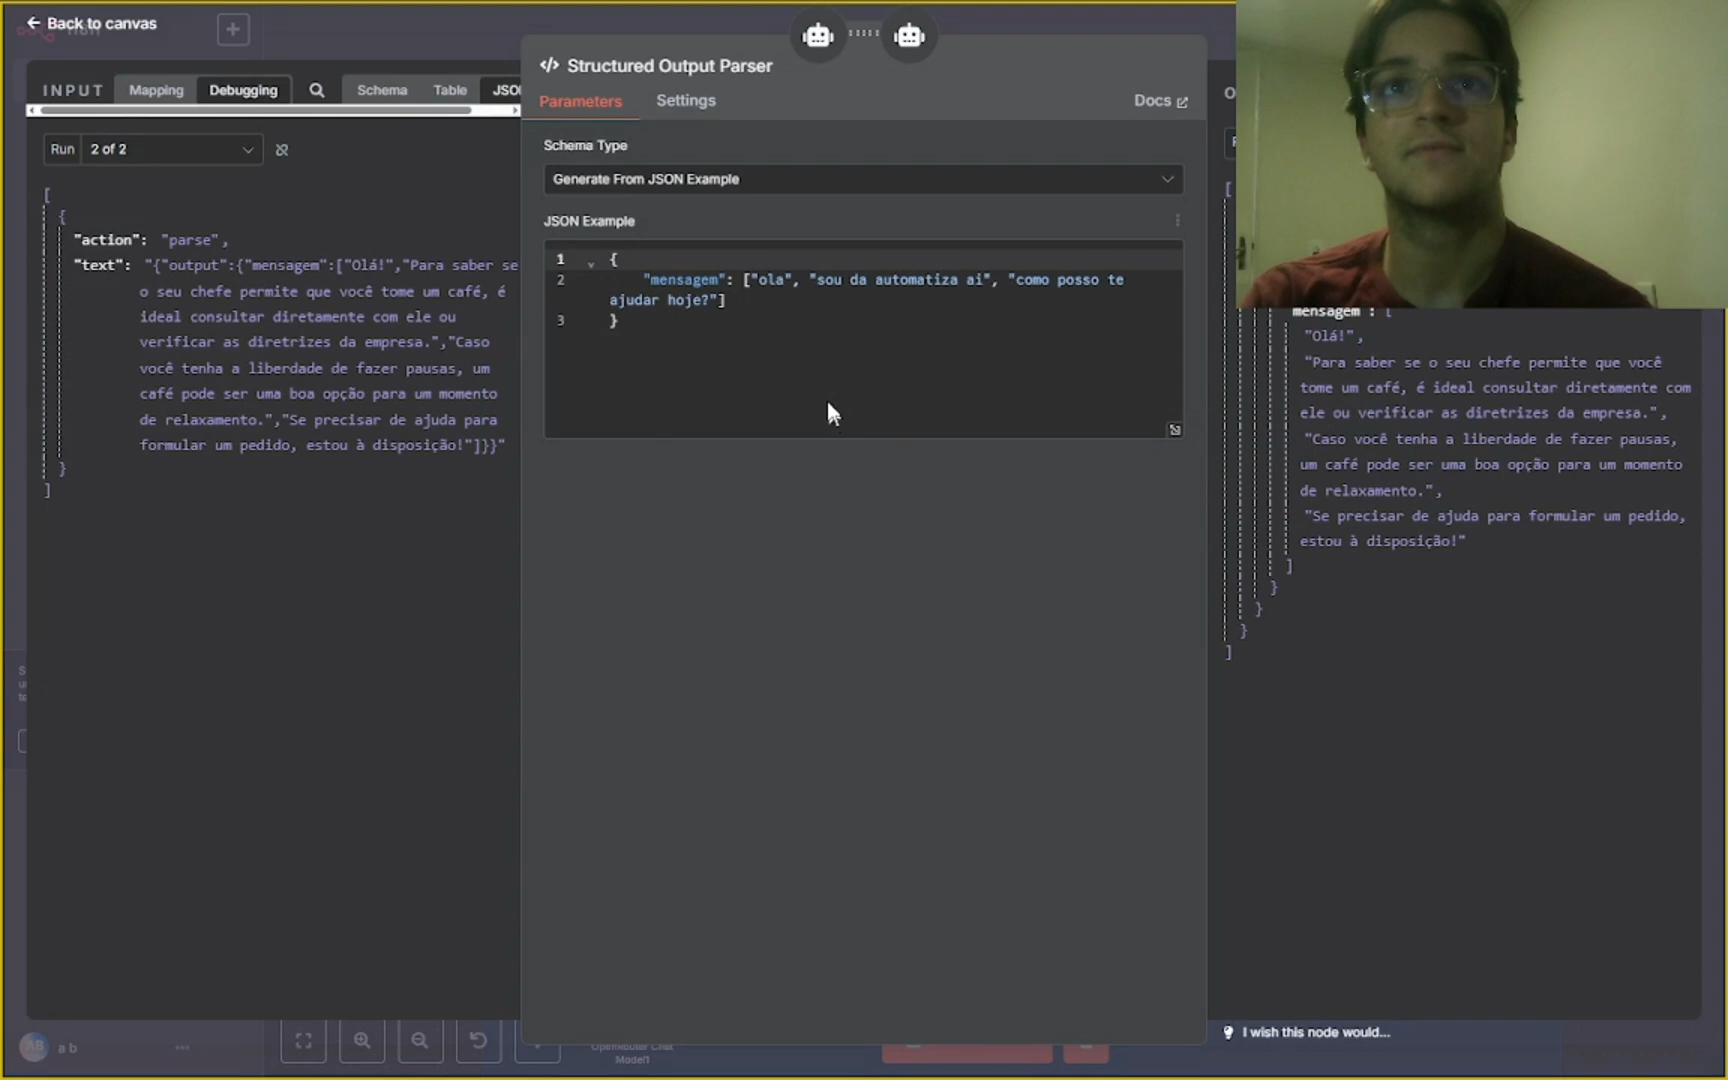 Back to canvas
Structured Output Parser
INPUT
Mapping
Debugging
Schema
Table
Parameters
Settings
Docs
Run
2 of 2
[
{
"action": "parse",
"text": "{"output":{"mensagem":["Olá!","Para saber se
o seu chefe permite que você tome um café, é
ideal consultar diretamente com ele ou
verificar as diretrizes da empresa.","Caso
você tenha a liberdade de fazer pausas, um
café pode ser uma boa opção para um momento
de relaxamento.","Se precisar de ajuda para
formular um pedido, estou à disposição!"]}}"
}
]
Schema Type
Generate From JSON Example
JSON Example
1 {
2 "mensagem": ["ola", "sou da automatiza ai", "como posso te
ajudar hoje?"]
3 }
[
mensagem": [
"Olá!",
"Para saber se o seu chefe permite que você
tome um café, é ideal consultar diretamente com
ele ou verificar as diretrizes da empresa.",
"Caso você tenha a liberdade de fazer pausas,
um café pode ser uma boa opção para um momento
de relaxamento.",
"Se precisar de ajuda para formular um pedido,
estou à disposição!"
]
}
}
}
]
I wish this node would...
AB
a b
OpenRouter Chat
Model1